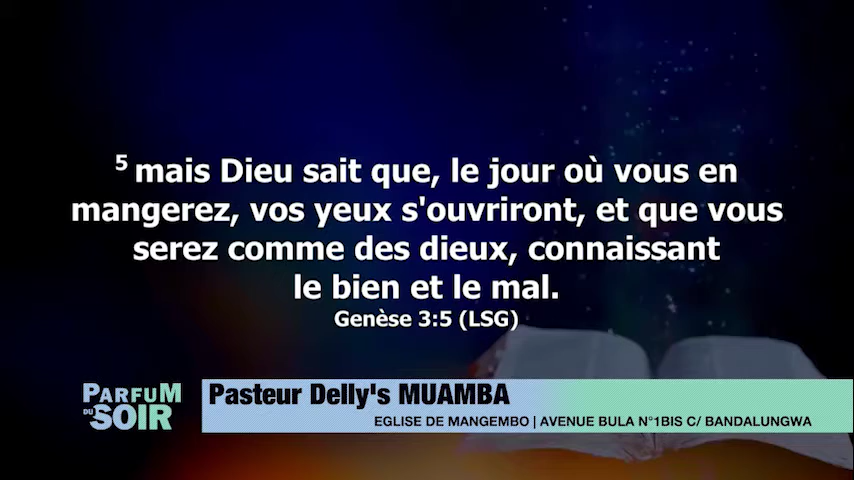 5 mais Dieu sait que, le jour où vous en
mangerez, vos yeux s'ouvriront, et que vous
serez comme des dieux, connaissant
le bien et le mal.
Genèse 3:5 (LSG)
PARFUM
DU SOIR
Pasteur Delly's MUAMBA
EGLISE DE MANGEMBO | AVENUE BULA N°1BIS C/ BANDALUNGWA